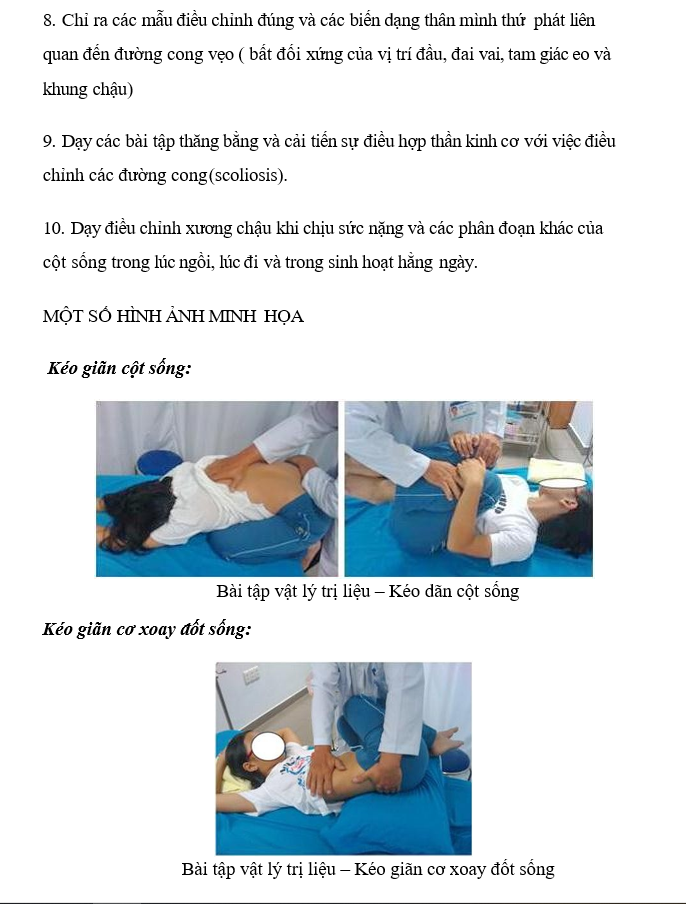 8. Chỉ ra các mẫu điều chỉnh đúng và các biến dạng thân mình thứ phát liên
quan đến đường cong vẹo ( bất đối xứng của vị trí đầu, đai vai, tam giác eo và
khung chậu)
9. Dạy các bài tập thăng bằng và cải tiến sự điều hợp thần kinh cơ với việc điều
chỉnh các đường cong(scoliosis).
10. Dạy điều chỉnh xương chậu khi chịu sức nặng và các phân đoạn khác của
cột sống trong lúc ngồi, lúc đi và trong sinh hoạt hằng ngày.
MỘT SỐ HÌNH ẢNH MINH HỌA
Kéo giãn cột sống:
Bài tập vật lý trị liệu – Kéo dãn cột sống
Kéo giãn cơ xoay đốt sống:
Bài tập vật lý trị liệu – Kéo giãn cơ xoay đốt sống